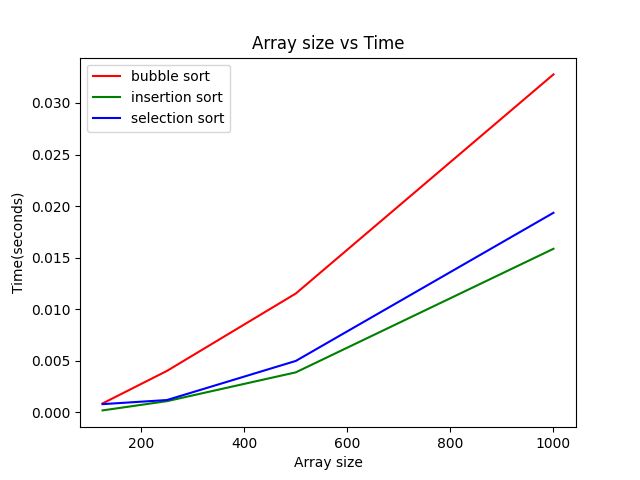 Array size vs Time
bubble sort
insertion sort
selection sort
0.030
0.025
0.020
0.015
0.010
0.005
0.000
Time(seconds)
200 400 600 800 1000
Array size